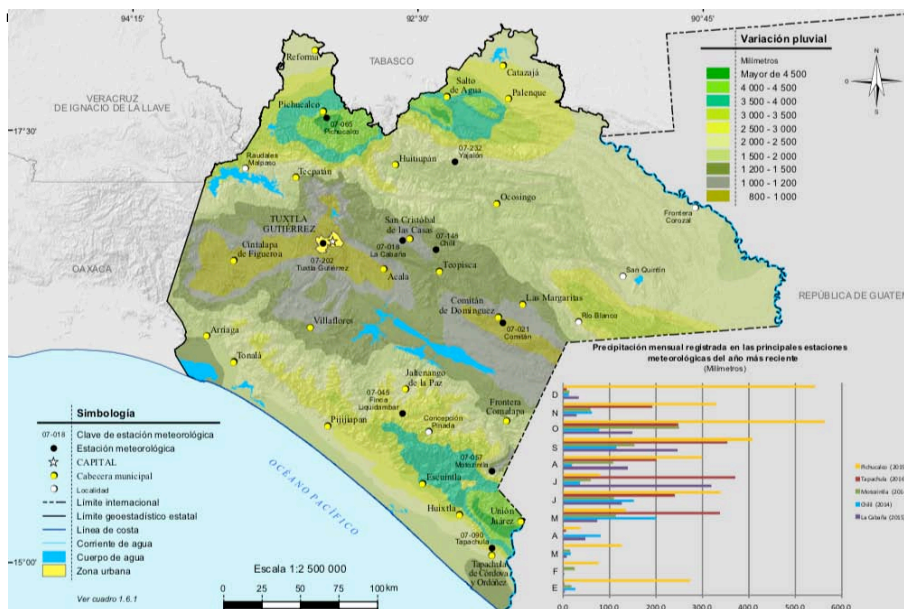 94°15'
92°30'
90°45'
17°30'
15°00'
TABASCO
VERACRUZ
DE IGNACIO DE LA LLAVE
OAXACA
REPÚBLICA DE GUATEM
OCÉANO PACÍFICO
Reforma
Pichucalco
07-065
Pichucalco
Salto
de Agua
Catazajá
Palenque
07-232
Yajalón
Raudales
Malpaso
Tecpatán
Huitiupán
Ocosingo
Frontera
Corozal
TUXTLA
GUTIÉRREZ
07-202
Tuxtla Gutiérrez
San Cristóbal
de las Casas
07-018
La Cabaña
07-148
Chilil
Cintalapa
de Figueroa
Acala
Teopisca
San Quintín
Comitán
de Domínguez
Las Margaritas
07-021
Comitán
Río Blanco
Villaflores
Arriaga
Tonalá
Jaltenango
de la Paz
07-045
Finca
Liquidambar
Concepción
Pinada
Frontera
Comalapa
Pijijiapan
07-057
Motozintla
Escuintla
Huixtla
Unión
Juárez
07-090
Tapachula
Tapachula
de Córdova
y Ordóñez
Variación pluvial
Milímetros
Mayor de 4 500
4 000 - 4 500
3 500 - 4 000
3 000 - 3 500
2 500 - 3 000
2 000 - 2 500
1 500 - 2 000
1 200 - 1 500
1 000 - 1 200
800 - 1 000
N
S
Simbología
07-018 Clave de estación meteorológica
Estación meteorológica
CAPITAL
Cabecera municipal
Localidad
Límite internacional
Límite geoestadístico estatal
Línea de costa
Corriente de agua
Cuerpo de agua
Zona urbana
Ver cuadro 1.6.1
Escala 1:2 500 000
0 25 50 75 100 km
Precipitación mensual registrada en las principales estaciones
meteorológicas del año más reciente
(Milímetros)
D
N
O
S
A
J
J
M
A
M
F
E
0.0 100.0 200.0 300.0 400.0 500.0 600.0
Pichucalco
Tapachula
Motozintla
Chilil (2014)
La Cabaña